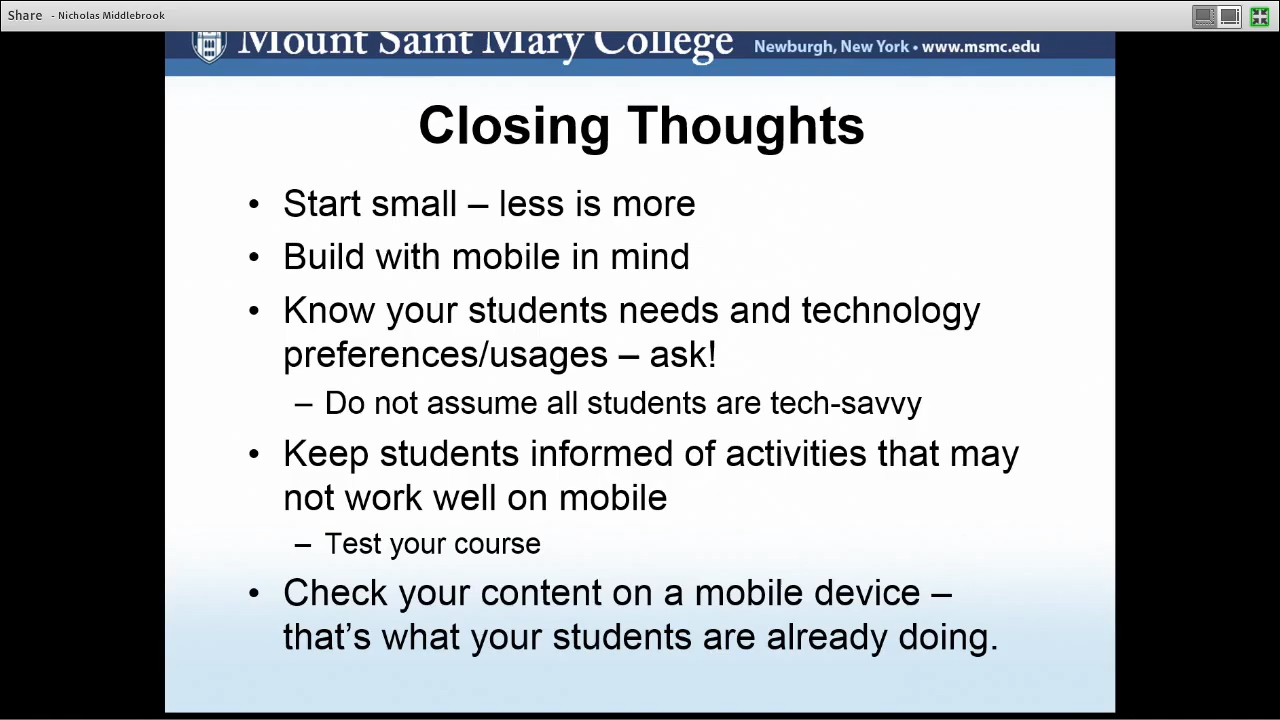 Share - Nicholas Middlebrook
Mount Saint Mary College Newburgh, New York • www.msmc.edu
Closing Thoughts
• Start small – less is more
• Build with mobile in mind
• Know your students needs and technology
preferences/usages – ask!
– Do not assume all students are tech-savvy
• Keep students informed of activities that may
not work well on mobile
– Test your course
• Check your content on a mobile device –
that’s what your students are already doing.